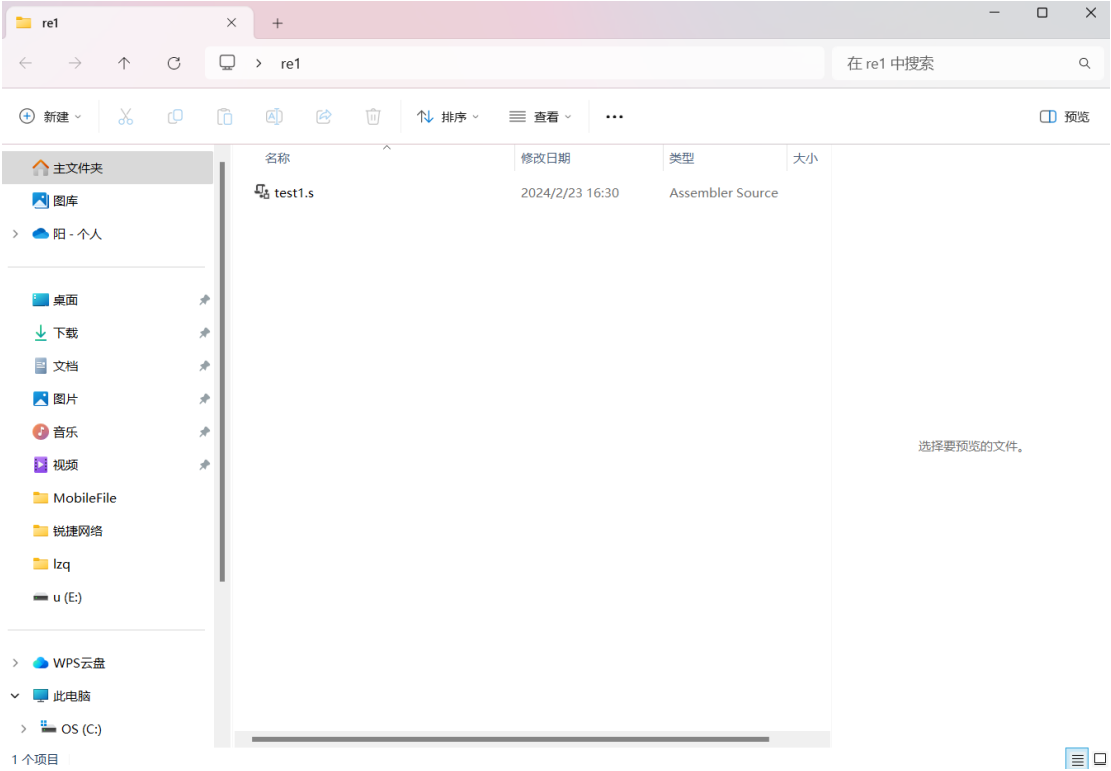 re1
re1
在 re1 中搜索
新建
排序
查看
预览
主文件夹
图库
阳 - 个人
桌面
下载
文档
图片
音乐
视频
MobileFile
锐捷网络
lzq
u (E:)
WPS云盘
此电脑
OS (C:)
名称 修改日期 类型 大小
test1.s 2024/2/23 16:30 Assembler Source
选择要预览的文件。
1 个项目